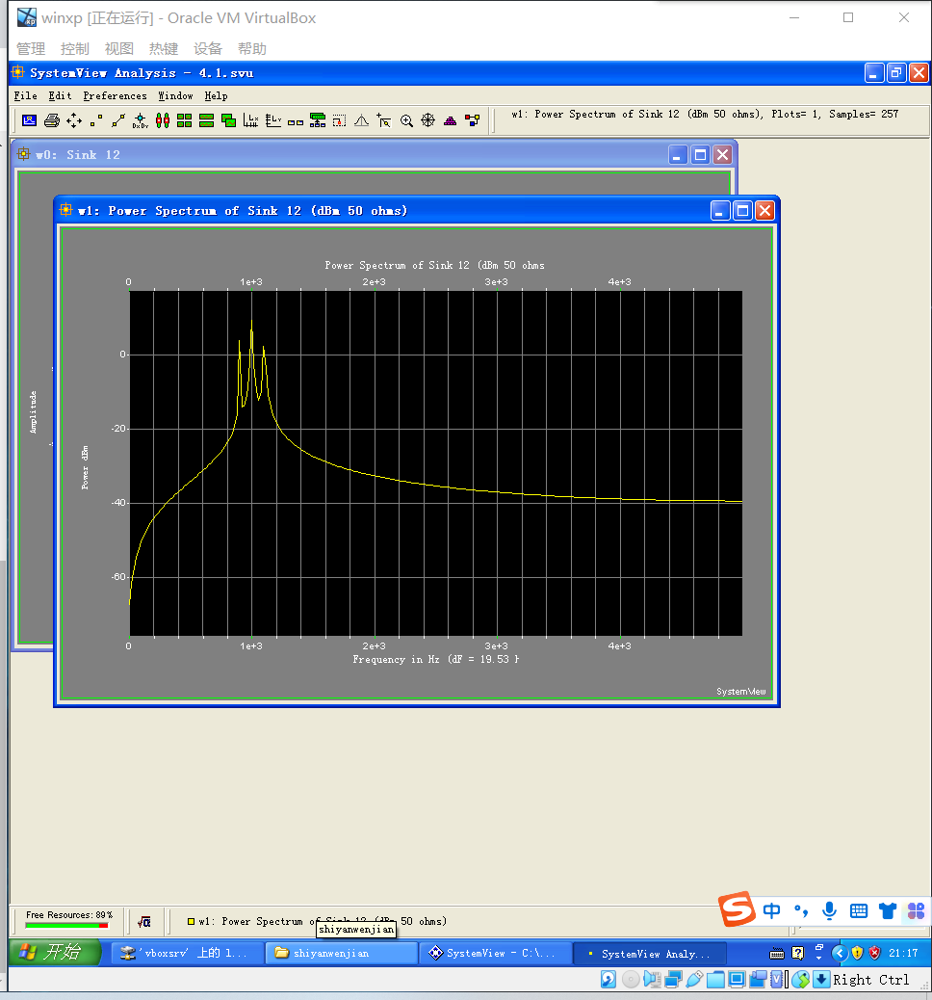 winxp [正在运行] - Oracle VM VirtualBox
管理 控制 视图 热键 设备 帮助
SystemView Analysis - 4.1.svu
File Edit Preferences Window Help
w1: Power Spectrum of Sink 12 (dBm 50 ohms), Plots= 1, Samples= 257
w0: Sink 12
w1: Power Spectrum of Sink 12 (dBm 50 ohms)
Power Spectrum of Sink 12 (dBm 50 ohms
0 1e+3 2e+3 3e+3 4e+3
0
-20
Amplitude
Power dBm
-40
-60
0 1e+3 2e+3 3e+3 4e+3
Frequency in Hz (dF = 19.53 }
SystemView
Free Resources: 89%
w1: Power Spectrum of Sink 12 (dBm 50 ohms)
shiyanwenjian
中
开始
'vboxsrv' 上的 l...
shiyanwenjian
SystemView - C:\...
SystemView Analy...
21:17
Right Ctrl